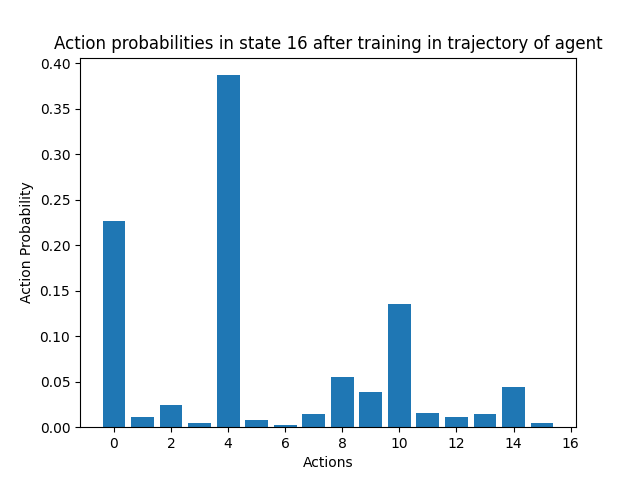 Action probabilities in state 16 after training in trajectory of agent
0.40
0.35
0.30
0.25
0.20
0.15
0.10
0.05
0.00
Action Probability
0 2 4 6 8 10 12 14 16
Actions